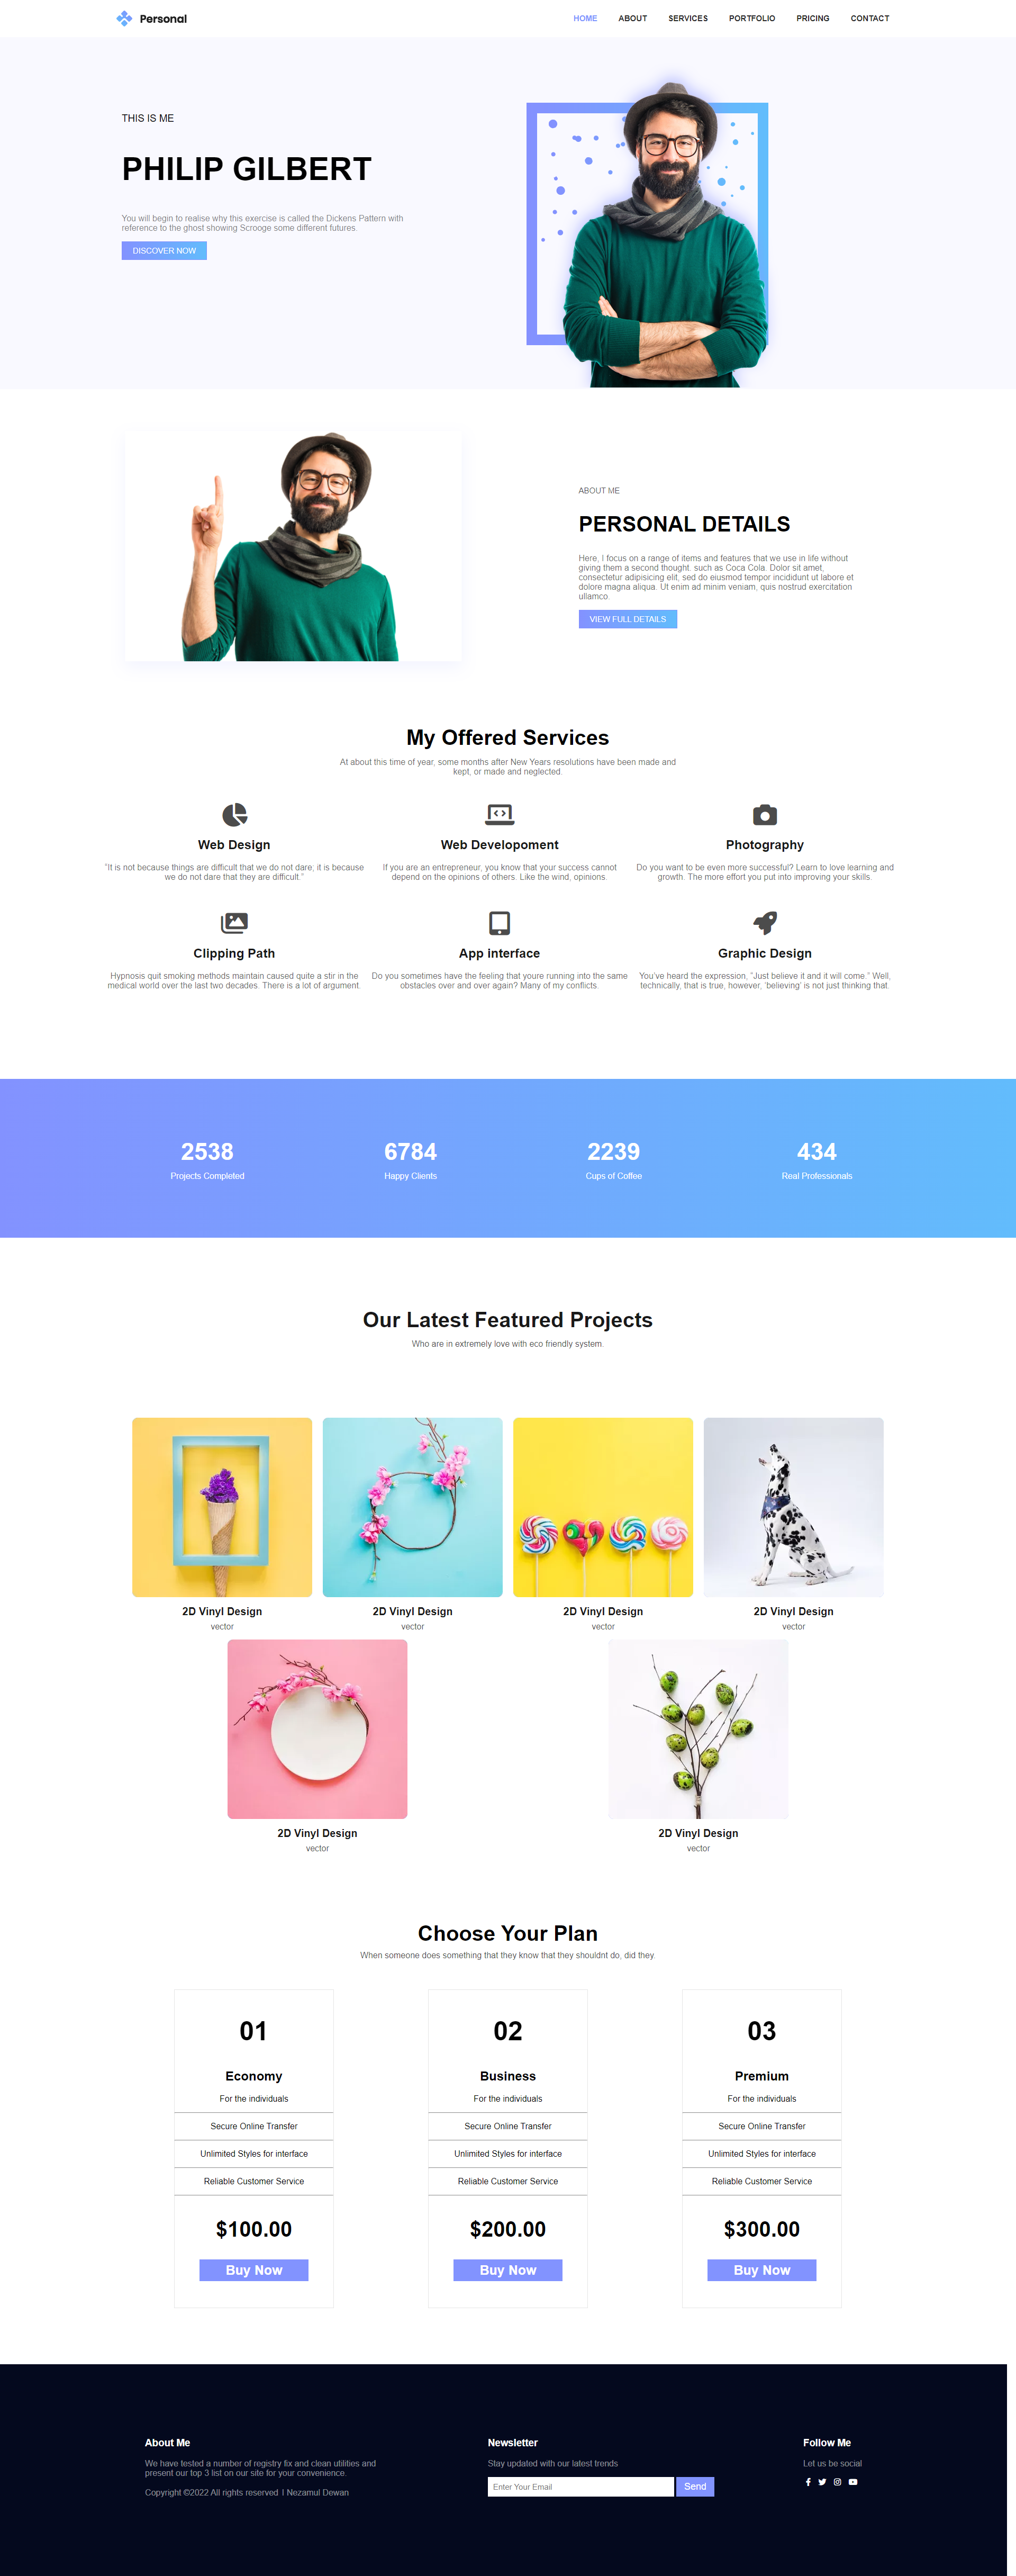 Personal
HOME ABOUT SERVICES PORTFOLIO PRICING CONTACT
THIS IS ME
PHILIP GILBERT
You will begin to realise why this exercise is called the Dickens Pattern with
reference to the ghost showing Scrooge some different futures.
DISCOVER NOW
ABOUT ME
PERSONAL DETAILS
Here, I focus on a range of items and features that we use in life without
giving them a second thought. such as Coca Cola. Dolor sit amet,
consectetur adipisicing elit, sed do eiusmod tempor incididunt ut labore et
dolore magna aliqua. Ut enim ad minim veniam, quis nostrud exercitation
ullamco.
VIEW FULL DETAILS
My Offered Services
At about this time of year, some months after New Years resolutions have been made and
kept, or made and neglected.
Web Design
"It is not because things are difficult that we do not dare; it is because
we do not dare that they are difficult."
Web Developoment
If you are an entrepreneur, you know that your success cannot
depend on the opinions of others. Like the wind, opinions.
Photography
Do you want to be even more successful? Learn to love learning and
growth. The more effort you put into improving your skills.
Clipping Path
Hypnosis quit smoking methods maintain caused quite a stir in the
medical world over the last two decades. There is a lot of argument.
App interface
Do you sometimes have the feeling that youre running into the same
obstacles over and over again? Many of my conflicts.
Graphic Design
You've heard the expression, "Just believe it and it will come." Well,
technically, that is true, however, 'believing' is not just thinking that.
2538
Projects Completed
6784
Happy Clients
2239
Cups of Coffee
434
Real Professionals
Our Latest Featured Projects
Who are in extremely love with eco friendly system.
2D Vinyl Design
vector
2D Vinyl Design
vector
2D Vinyl Design
vector
2D Vinyl Design
vector
2D Vinyl Design
vector
2D Vinyl Design
vector
Choose Your Plan
When someone does something that they know that they shouldnt do, did they.
01
Economy
For the individuals
Secure Online Transfer
Unlimited Styles for interface
Reliable Customer Service
$100.00
Buy Now
02
Business
For the individuals
Secure Online Transfer
Unlimited Styles for interface
Reliable Customer Service
$200.00
Buy Now
03
Premium
For the individuals
Secure Online Transfer
Unlimited Styles for interface
Reliable Customer Service
$300.00
Buy Now
About Me
We have tested a number of registry fix and clean utilities and
present our top 3 list on our site for your convenience.
Copyright ©2022 All rights reserved | Nezamul Dewan
Newsletter
Stay updated with our latest trends
Enter Your Email
Send
Follow Me
Let us be social